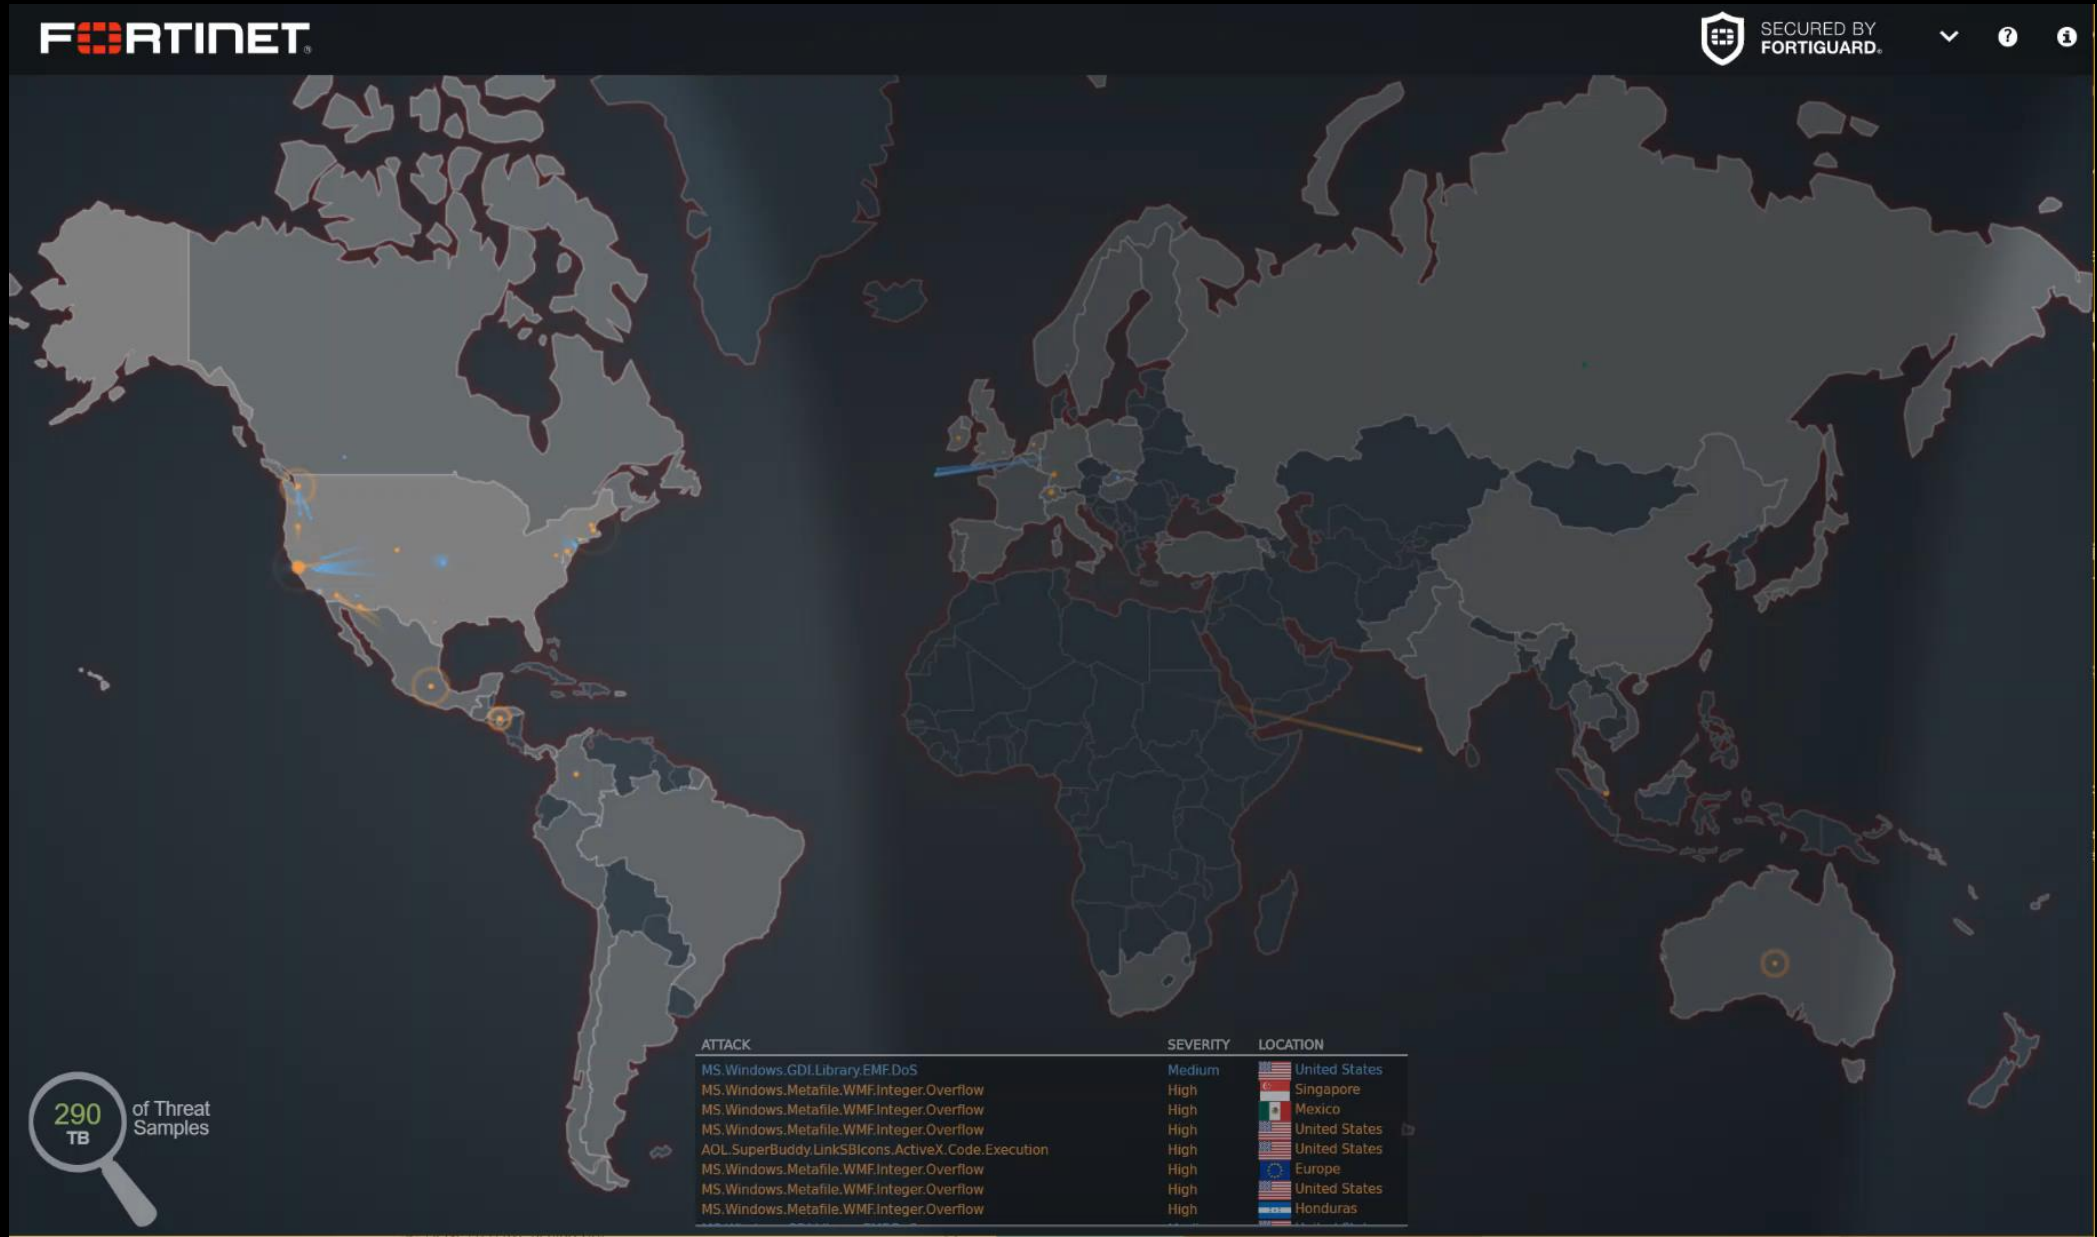 FORTINET
SECURED BY
FORTIGUARD.
ATTACK SEVERITY LOCATION
MS.Windows.GDI.Library.EMF.DoS Medium United States
MS.Windows.Metafile.WMF.Integer.Overflow High Singapore
MS.Windows.Metafile.WMF.Integer.Overflow High Mexico
MS.Windows.Metafile.WMF.Integer.Overflow High United States
AOL.SuperBuddy.LinkSBIcons.ActiveX.Code.Execution High United States
MS.Windows.Metafile.WMF.Integer.Overflow High Europe
MS.Windows.Metafile.WMF.Integer.Overflow High United States
MS.Windows.Metafile.WMF.Integer.Overflow High Honduras
290
TB
of Threat
Samples